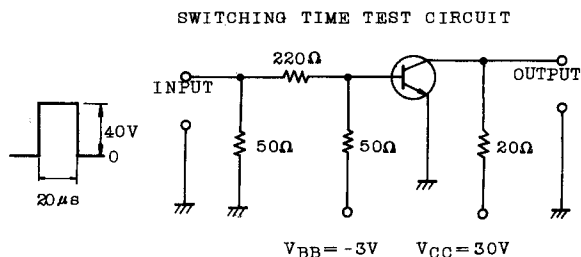 SWITCHING TIME TEST CIRCUIT
220Ω
INPUT
OUTPUT
40V
0
50Ω
50Ω
20Ω
20μs
VBB= -3V
VCC=30V